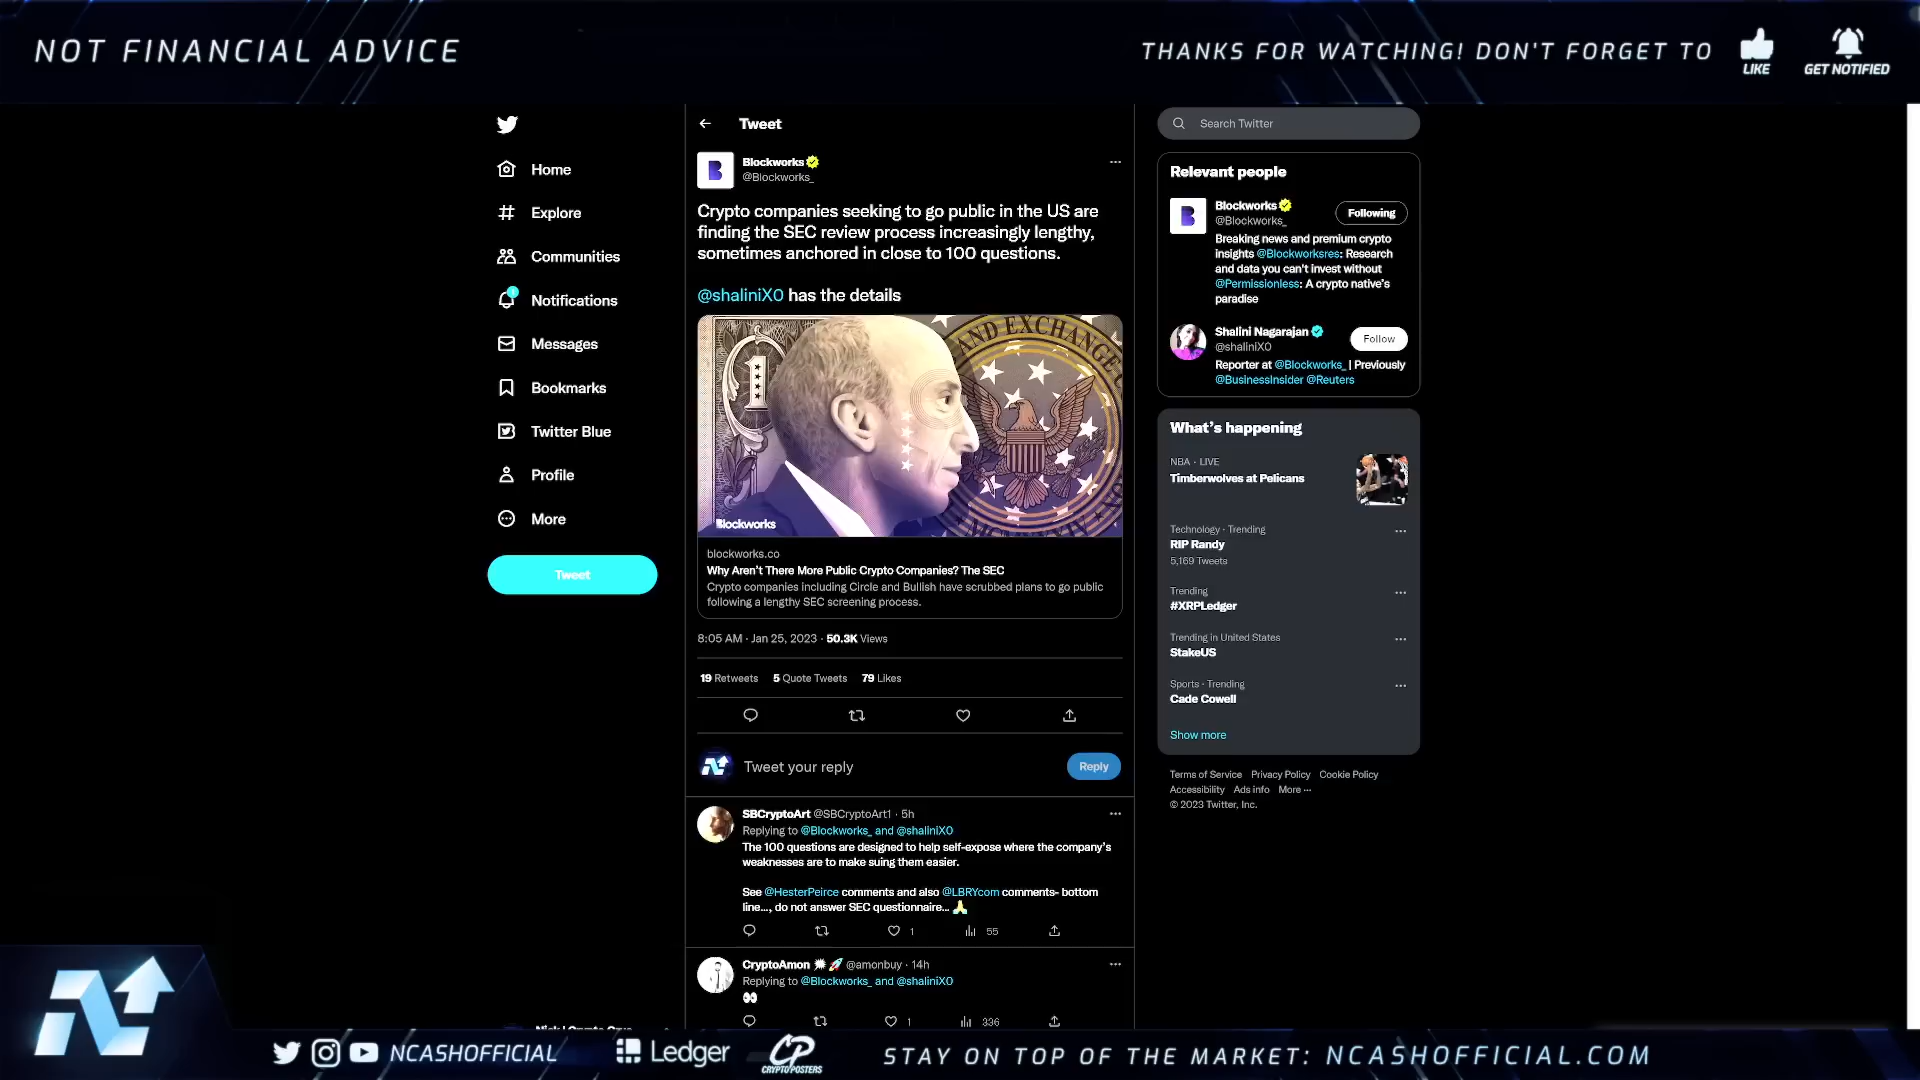 NOT FINANCIAL ADVICE
THANKS FOR WATCHING! DON'T FORGET TO
LIKE
GET NOTIFIED
Home
Explore
Communities
Notifications
Messages
Bookmarks
Twitter Blue
Profile
More
Tweet
Tweet
Blockworks
@Blockworks_
Crypto companies seeking to go public in the US are
finding the SEC review process increasingly lengthy,
sometimes anchored in close to 100 questions.
@shaliniX0 has the details
AND EXCHANGE
1
Blockworks
blockworks.co
Why Aren't There More Public Crypto Companies? The SEC
Crypto companies including Circle and Bullish have scrubbed plans to go public
following a lengthy SEC screening process.
8:05 AM · Jan 25, 2023 · 50.3K Views
19 Retweets 5 Quote Tweets 79 Likes
Tweet your reply
Reply
SBCryptoArt @SBCryptoArt1 · 5h
Replying to @Blockworks_ and @shaliniX0
The 100 questions are designed to help self-expose where the company's
weaknesses are to make suing them easier.
See @HesterPeirce comments and also @LBRYcom comments- bottom
line..., do not answer SEC questionnaire... 🙏
1 55
CryptoAmon @amonbuy · 14h
Replying to @Blockworks_ and @shaliniX0
👀
1 336
Search Twitter
Relevant people
Blockworks
@Blockworks_
Following
Breaking news and premium crypto
insights @Blockworksres: Research
and data you can't invest without
@Permissionless: A crypto native's
paradise
Shalini Nagarajan
@shaliniX0
Follow
Reporter at @Blockworks_ | Previously
@BusinessInsider @Reuters
What's happening
NBA · LIVE
Timberwolves at Pelicans
Technology · Trending
RIP Randy
5,169 Tweets
Trending
#XRPLedger
Trending in United States
StakeUS
Sports · Trending
Cade Cowell
Show more
Terms of Service Privacy Policy Cookie Policy
Accessibility Ads info More ···
© 2023 Twitter, Inc.
NCASHOFFICIAL
Ledger
CP
CRYPTOPOSTERS
STAY ON TOP OF THE MARKET: NCASHOFFICIAL.COM